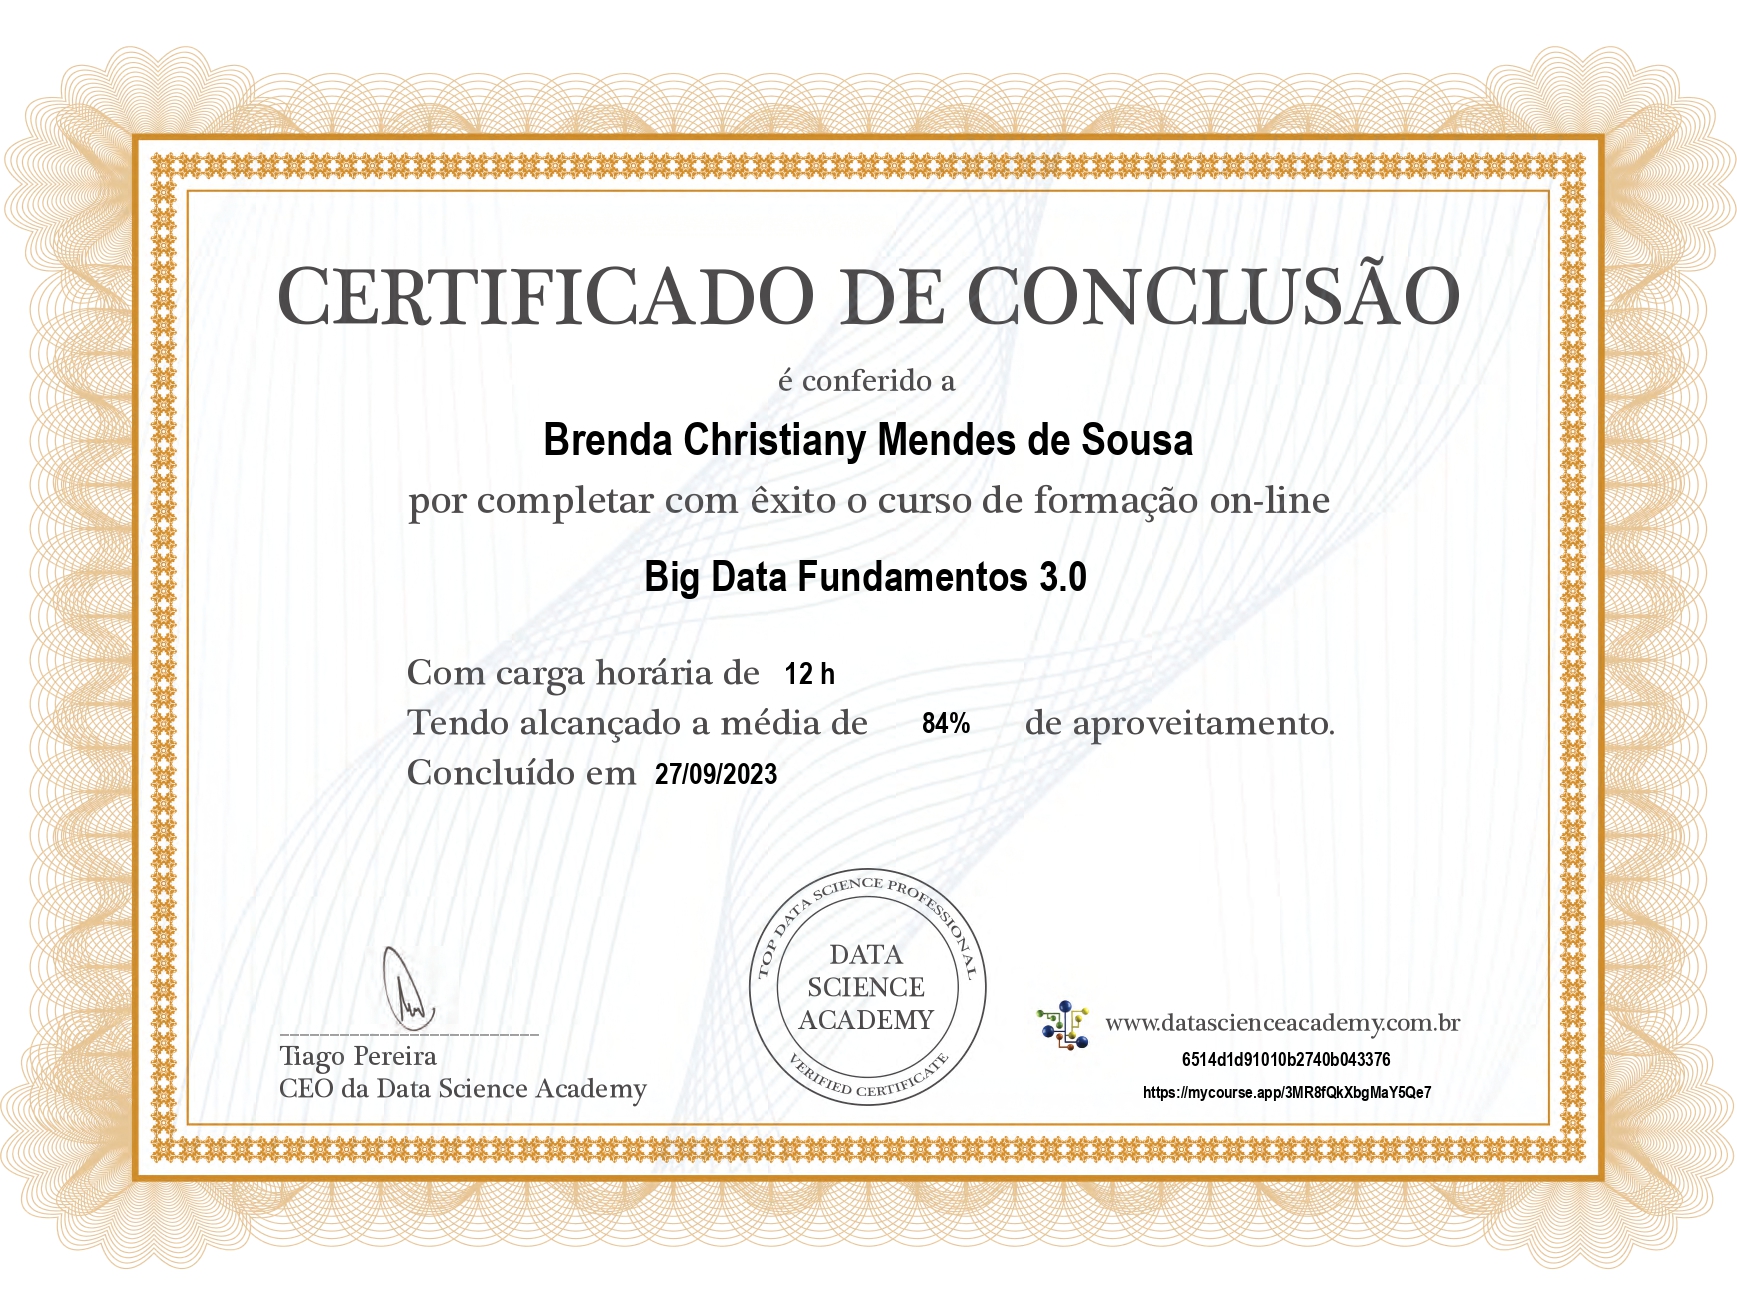 CERTIFICADO DE CONCLUSÃO
é conferido a
Brenda Christiany Mendes de Sousa
por completar com êxito o curso de formação on-line
Big Data Fundamentos 3.0
Com carga horária de 12 h
Tendo alcançado a média de 84% de aproveitamento.
Concluído em 27/09/2023
Tiago Pereira
CEO da Data Science Academy
TOP DATA SCIENCE PROFESSIONAL
DATA
SCIENCE
ACADEMY
VERIFIED CERTIFICATE
www.datascienceacademy.com.br
6514d1d91010b2740b043376
https://mycourse.app/3MR8fQkXbgMaY5Qe7